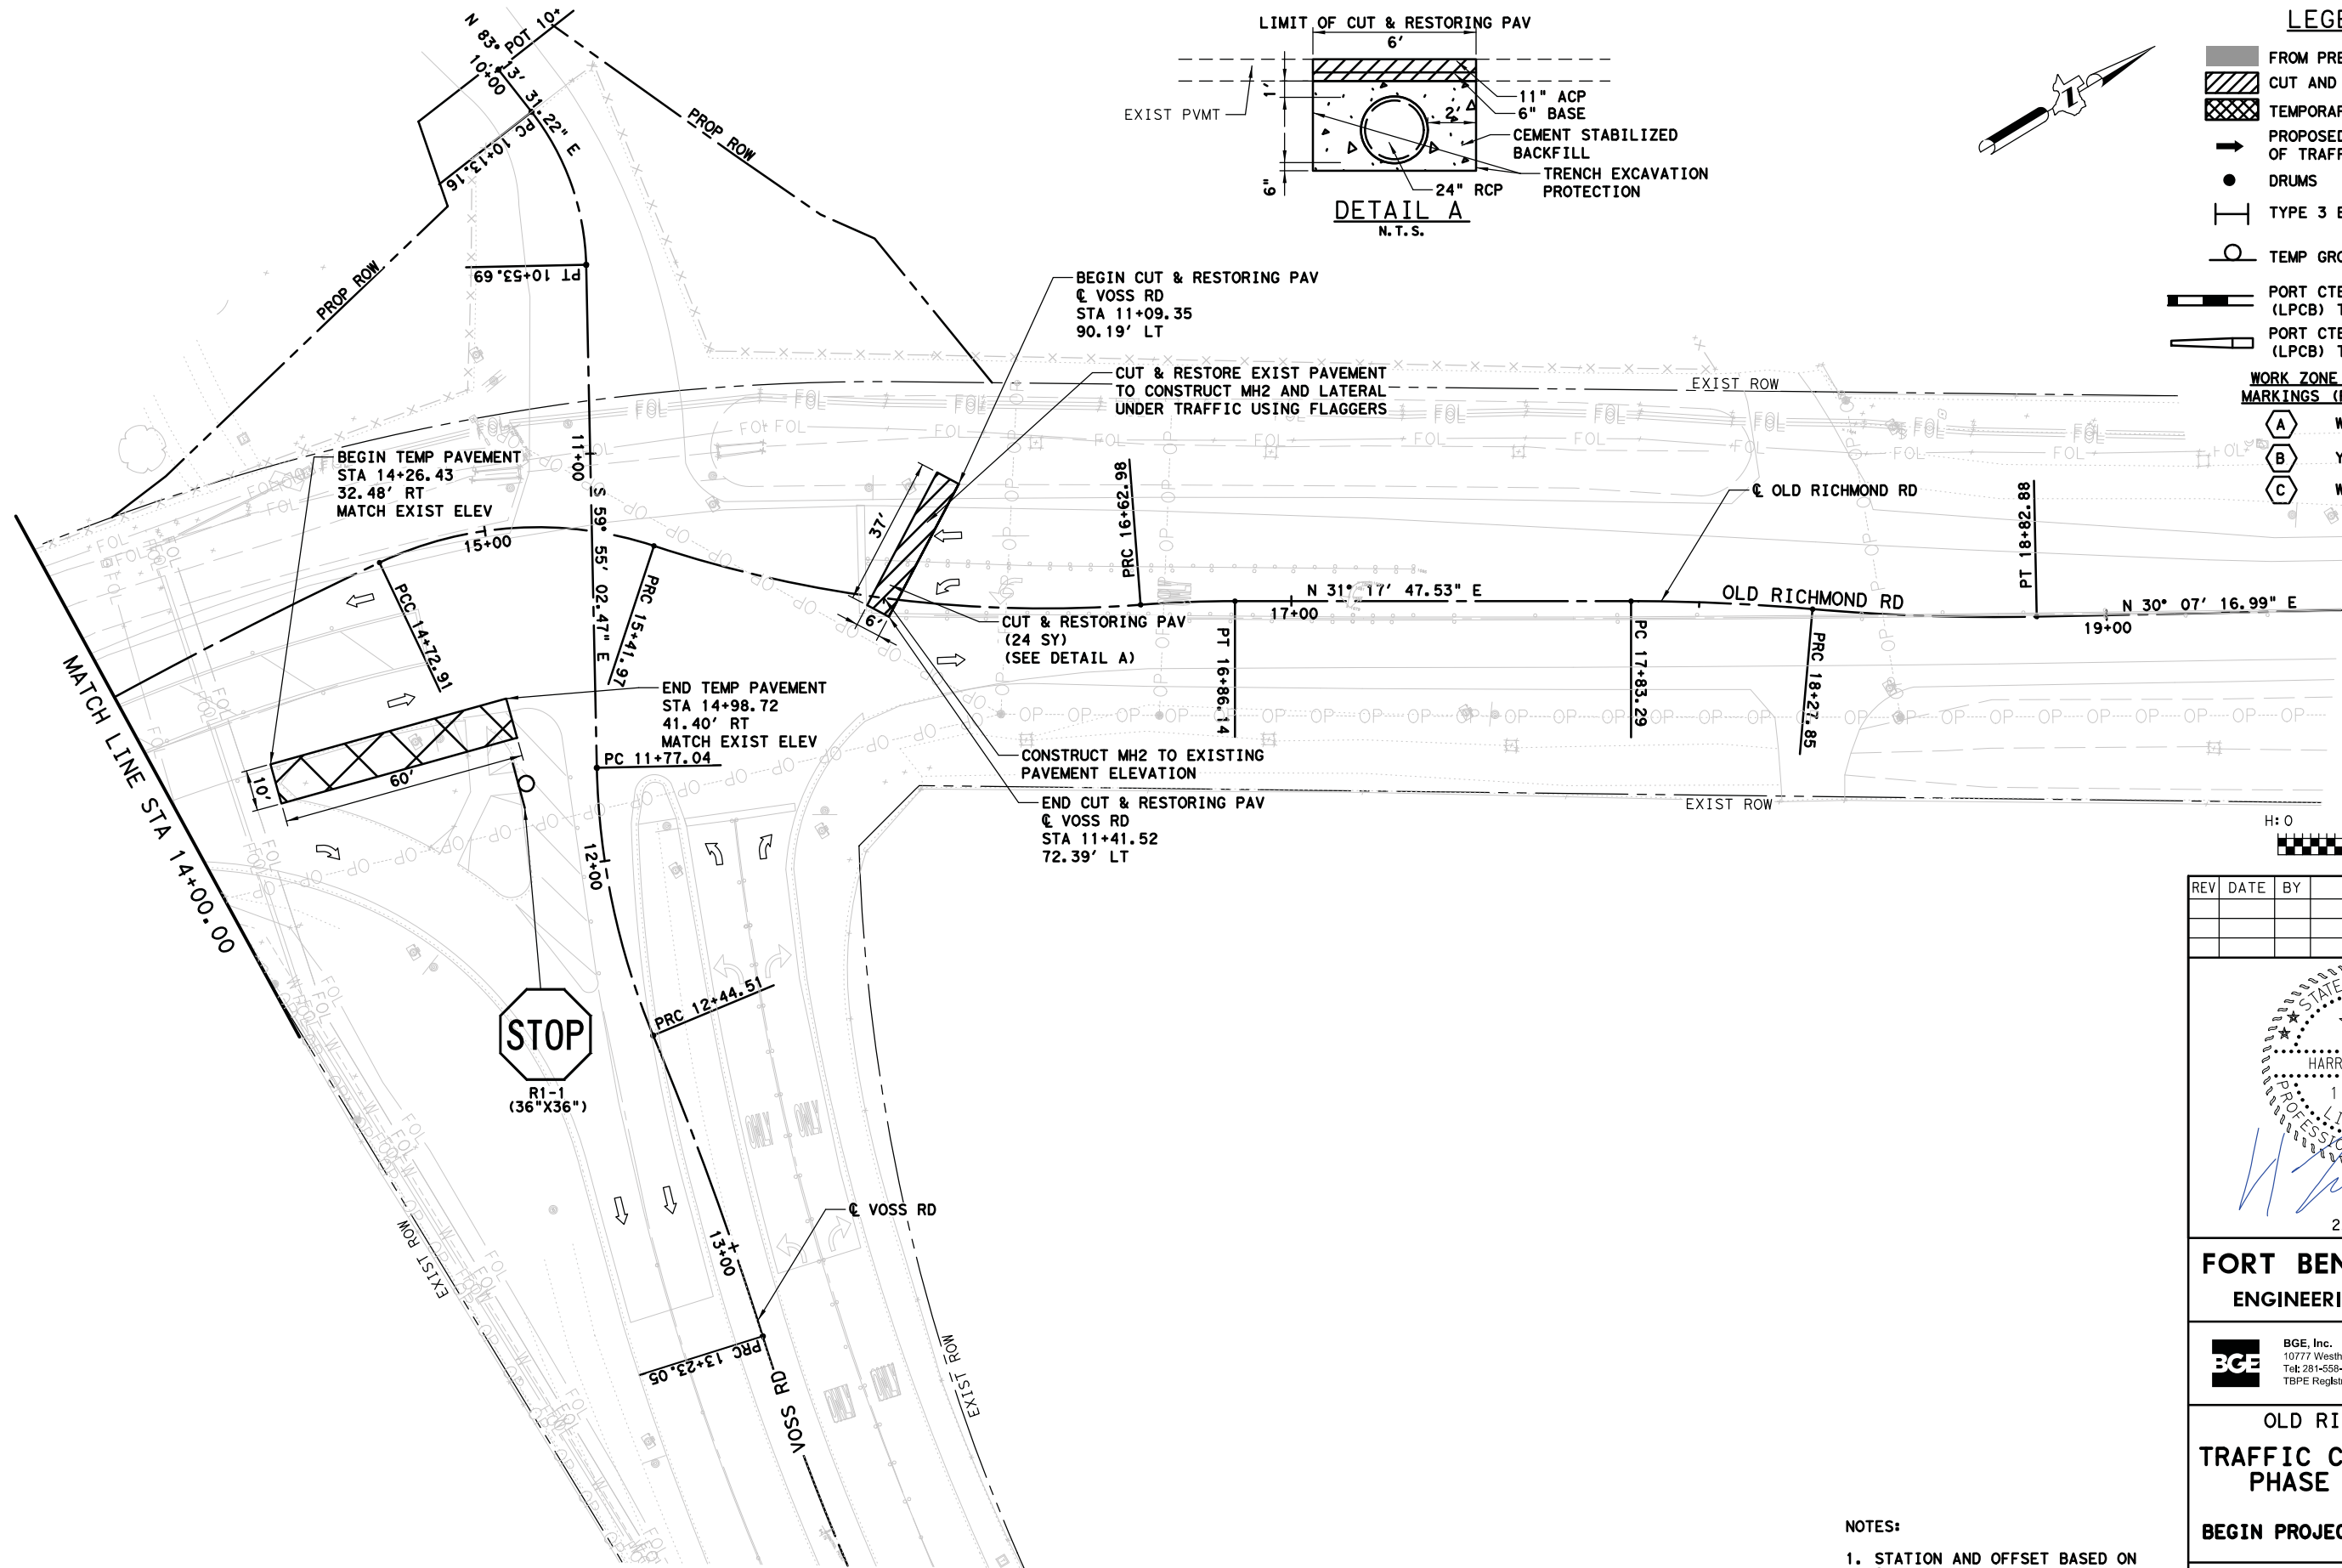 LIMIT OF CUT & RESTORING PAV
6'
EXIST PVMT
1'
6"
2'
11" ACP
6" BASE
CEMENT STABILIZED
BACKFILL
TRENCH EXCAVATION
PROTECTION
24" RCP
DETAIL A
N.T.S.
FROM
CUT AND
DRUMS
TYPE 3
OF
TEMP
PORT
(LPCB)
PORT
(LPCB)
WORK ZONE
MARKINGS
A
B
C
N 83° 13' 31.22" E
POT 10+
10+00
PC 10+13.16
PROP ROW
PROP ROW
PT 10+53.69
BEGIN CUT & RESTORING PAV
℄ VOSS RD
STA 11+09.35
90.19' LT
CUT & RESTORE EXIST PAVEMENT
TO CONSTRUCT MH2 AND LATERAL
UNDER TRAFFIC USING FLAGGERS
EXIST ROW
BEGIN TEMP PAVEMENT
STA 14+26.43
32.48' RT
MATCH EXIST ELEV
11+00
S 59° 55' 02.47" E
15+00
PCC 14+72.91
PRC 15+41.97
37'
6'
PRC 16+62.98
℄ OLD RICHMOND RD
PT 18+82.88
N 31° 17' 47.53" E
17+00
OLD RICHMOND RD
N 30° 07' 16.99" E
19+00
CUT & RESTORING PAV
(24 SY)
(SEE DETAIL A)
PT 16+86.14
PC 17+83.29
PRC 18+27.85
MATCH LINE STA 14+00.00
END TEMP PAVEMENT
STA 14+98.72
41.40' RT
MATCH EXIST ELEV
PC 11+77.04
10'
60'
CONSTRUCT MH2 TO EXISTING
PAVEMENT ELEVATION
END CUT & RESTORING PAV
℄ VOSS RD
STA 11+41.52
72.39' LT
EXIST ROW
H: 0
12+00
PRC 12+44.51
STOP
R1-1
(36"X36")
℄ VOSS RD
13+00
PRC 13+23.05
VOSS RD
EXIST ROW
EXIST ROW
REV DATE BY
FORT
BGE
BGE, Inc.
10777
Tel: 281-558-
TBPE
OLD
TRAFFIC
PHASE
BEGIN
NOTES:
1. STATION AND OFFSET BASED ON